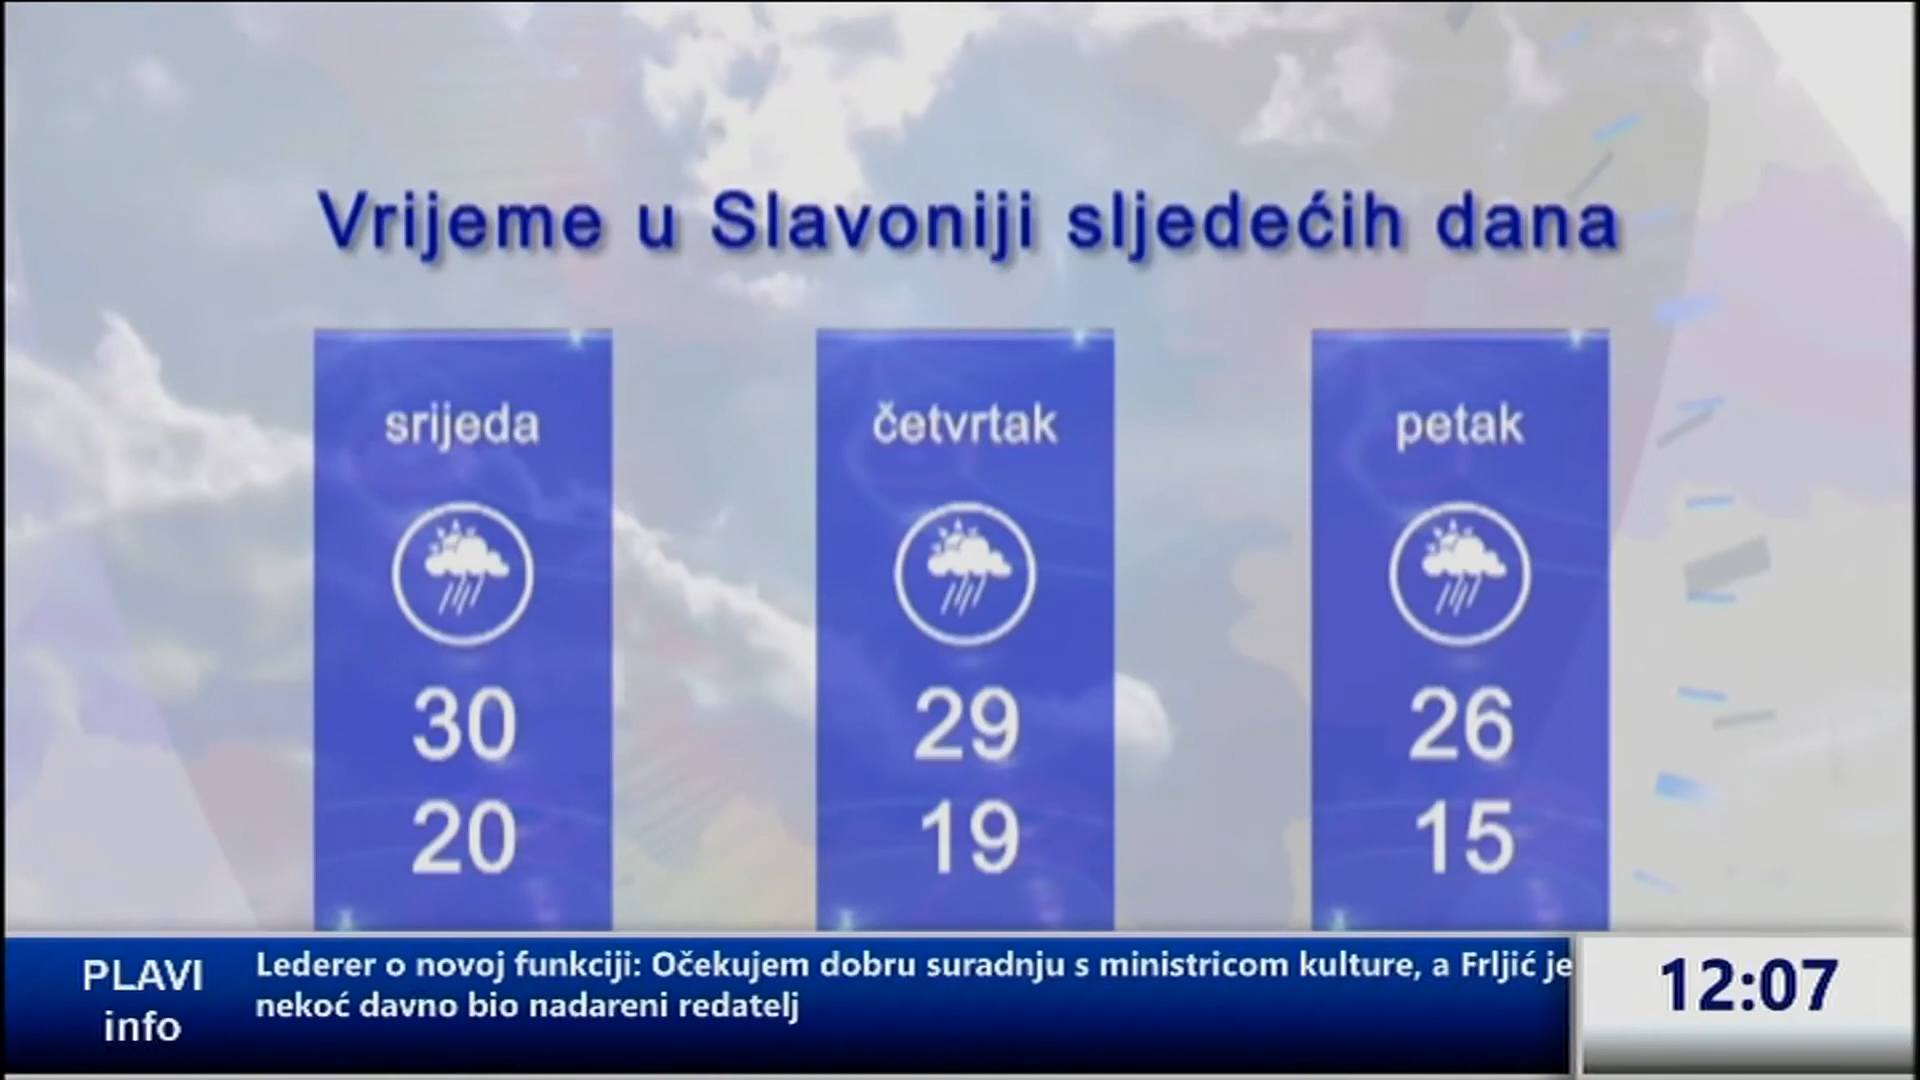 Vrijeme u Slavoniji sljedećih dana
srijeda
30
20
četvrtak
29
19
petak
26
15
PLAVI
info
Lederer o novoj funkciji: Očekujem dobru suradnju s ministricom kulture, a Frljić je
nekoć davno bio nadareni redatelj
12:07